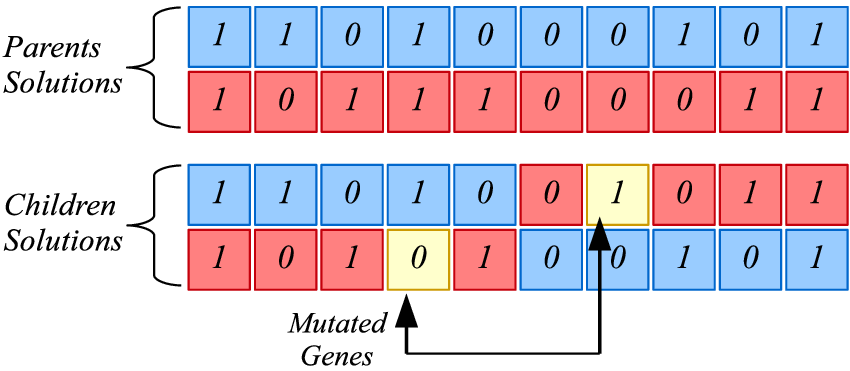 Parents
Solutions
1 1 0 1 0 0 0 1 0 1
1 0 1 1 1 0 0 0 1 1
Children
Solutions
1 1 0 1 0 0 1 0 1 1
1 0 1 0 1 0 0 1 0 1
Mutated
Genes